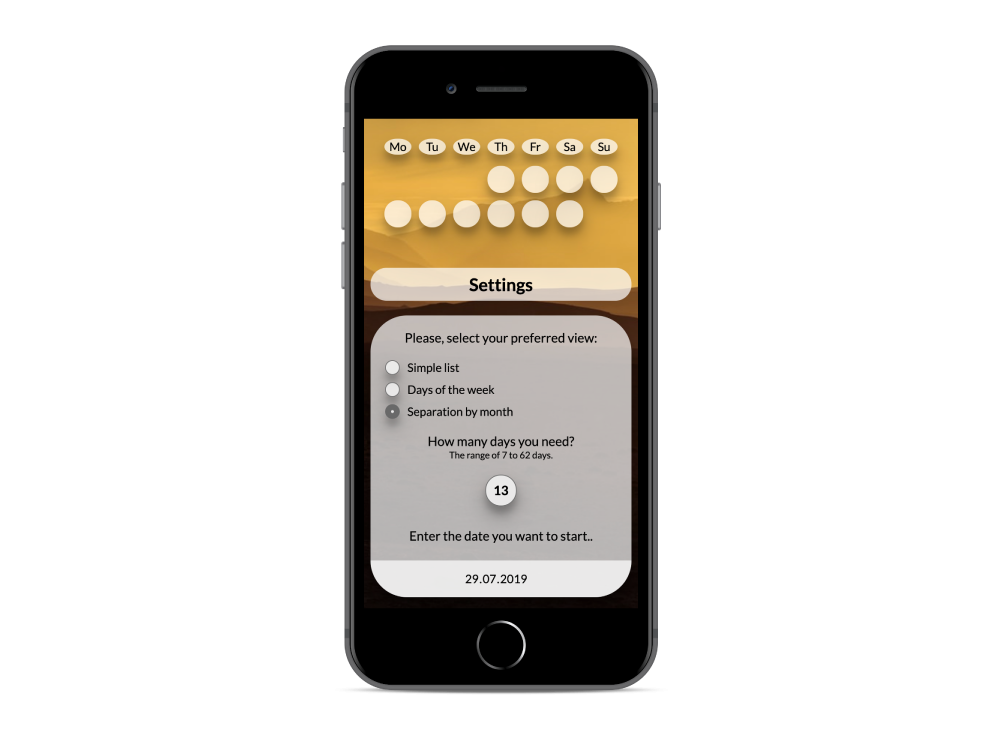 Mo Tu We Th Fr Sa Su
Settings
Please, select your preferred view:
Simple list
Days of the week
Separation by month
How many days you need?
The range of 7 to 62 days.
13
Enter the date you want to start..
29.07.2019